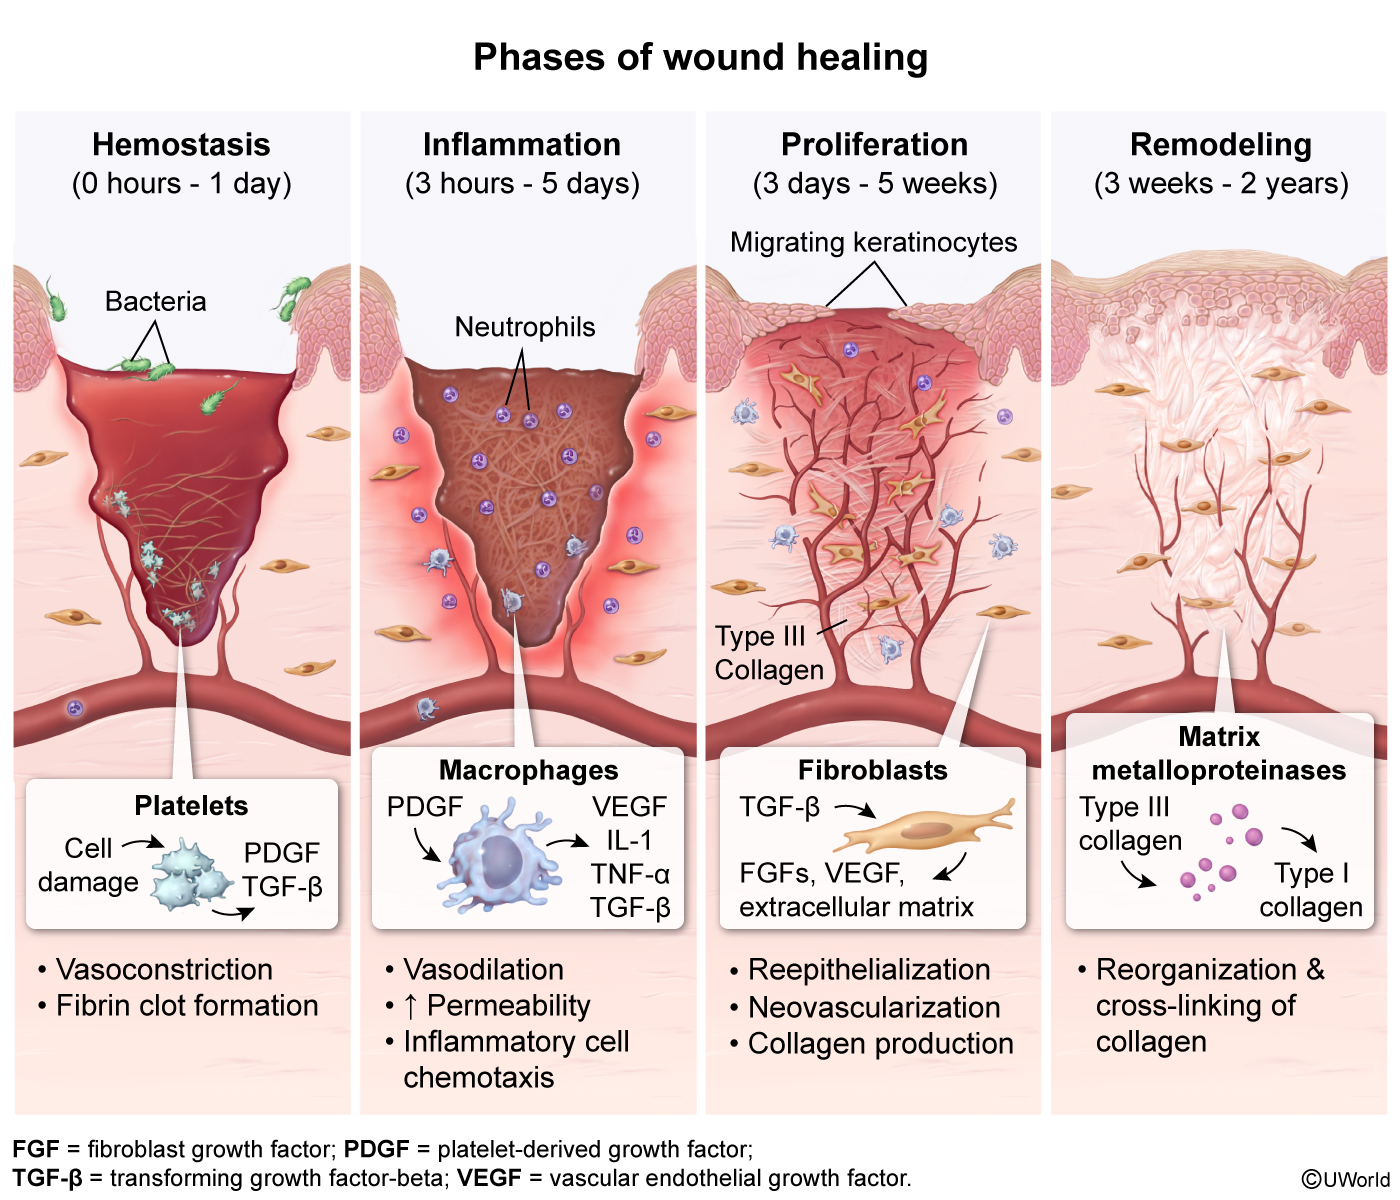 Phases of wound healing
Hemostasis
(0 hours - 1 day)
Bacteria
Platelets
Cell
damage
PDGF
TGF-β
• Vasoconstriction
• Fibrin clot formation
Inflammation
(3 hours - 5 days)
Neutrophils
Macrophages
PDGF
VEGF
IL-1
TNF-α
TGF-β
• Vasodilation
• ↑ Permeability
• Inflammatory cell
chemotaxis
Proliferation
(3 days - 5 weeks)
Migrating keratinocytes
Type III
Collagen
Fibroblasts
TGF-β
FGFs, VEGF,
extracellular matrix
• Reepithelialization
• Neovascularization
• Collagen production
Remodeling
(3 weeks - 2 years)
Matrix
metalloproteinases
Type III
collagen
Type I
collagen
• Reorganization &
cross-linking of
collagen
FGF = fibroblast growth factor; PDGF = platelet-derived growth factor;
TGF-β = transforming growth factor-beta; VEGF = vascular endothelial growth factor.
©UWorld